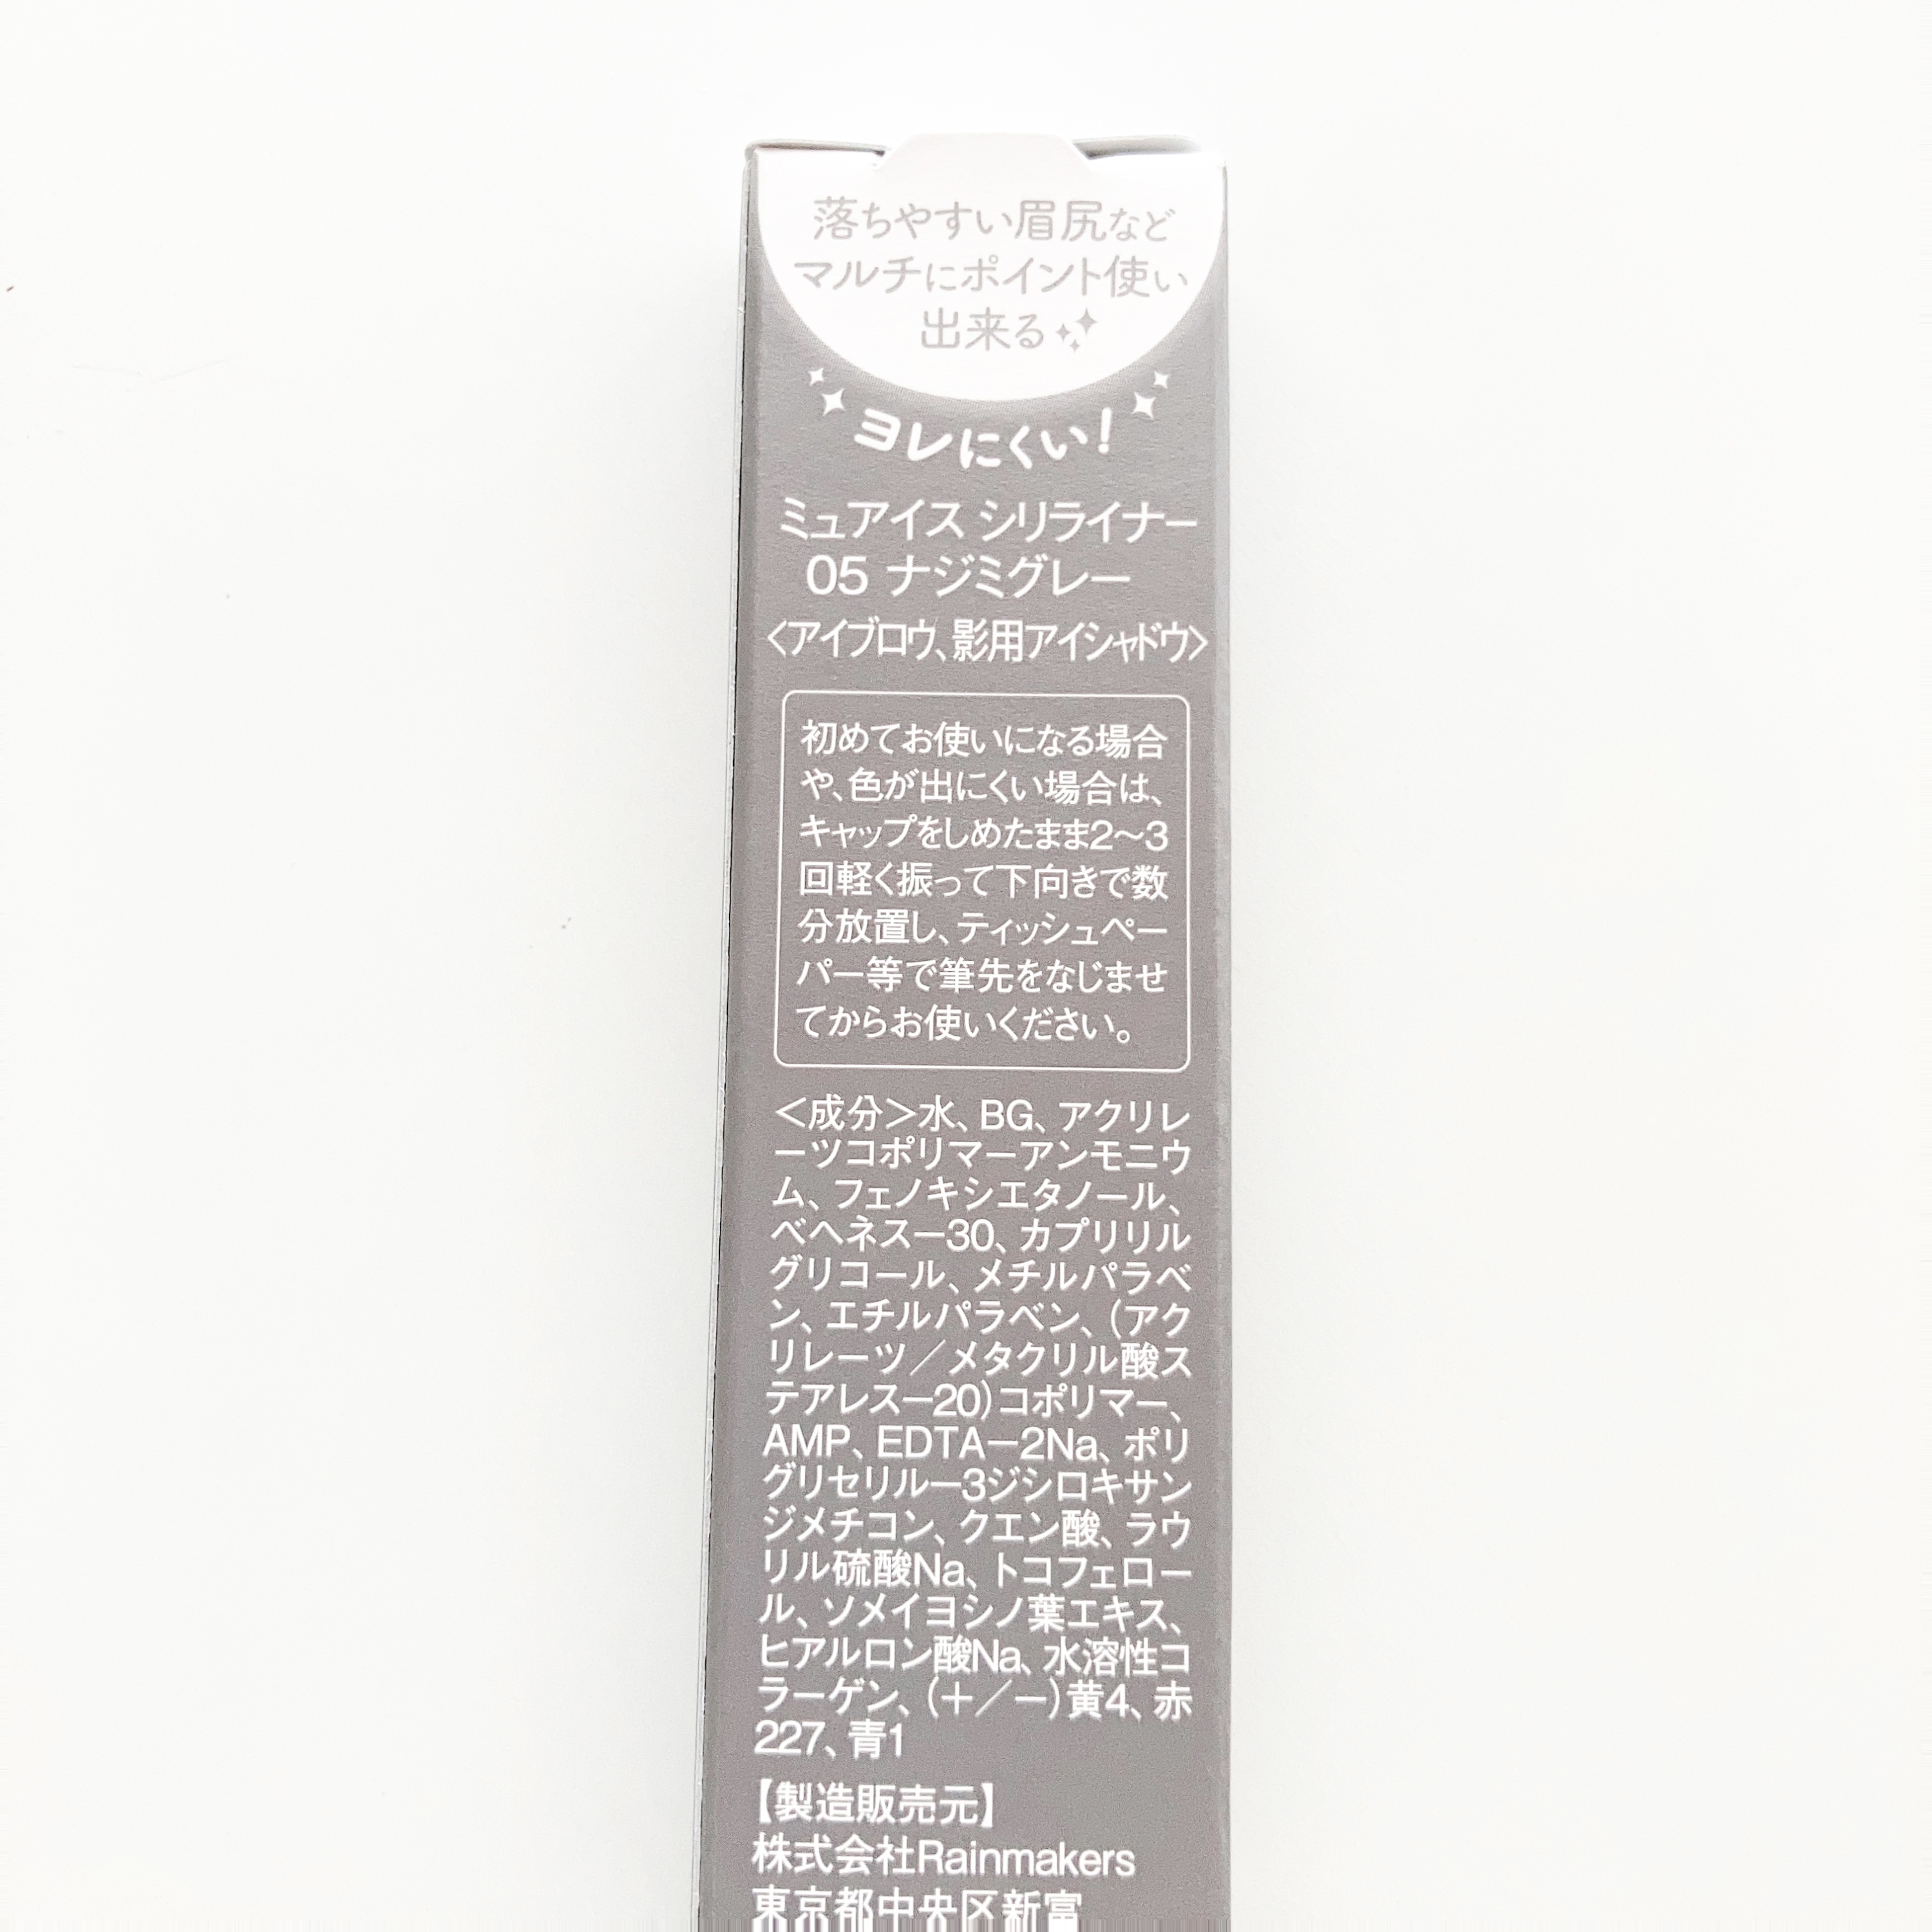 落ちやすい眉尻など
マルチにポイント使い
出来る
ヨレにくい!
ミュアイス シリライナー
05 ナジミグレー
〈アイブロウ、影用アイシャドウ〉
初めてお使いになる場合
や、色が出にくい場合は、
キャップをしめたまま2〜3
回軽く振って下向きで数
分放置し、ティッシュペー
パー等で筆先をなじませ
てからお使いください。
＜成分＞水、BG、アクリレ
ーツコポリマーアンモニウ
ム、フェノキシエタノール、
ベヘネス－30、カプリリル
グリコール、メチルパラベ
ン、エチルパラベン、(アク
リレーツ／メタクリル酸ス
テアレス－20)コポリマー、
AMP、EDTA－2Na、ポリ
グリセリル－3ジシロキサン
ジメチコン、クエン酸、ラウ
リル硫酸Na、トコフェロー
ル、ソメイヨシノ葉エキス、
ヒアルロン酸Na、水溶性コ
ラーゲン、(＋／－)黄4、赤
227、青1
【製造販売元】
株式会社Rainmakers
東京都中央区新富